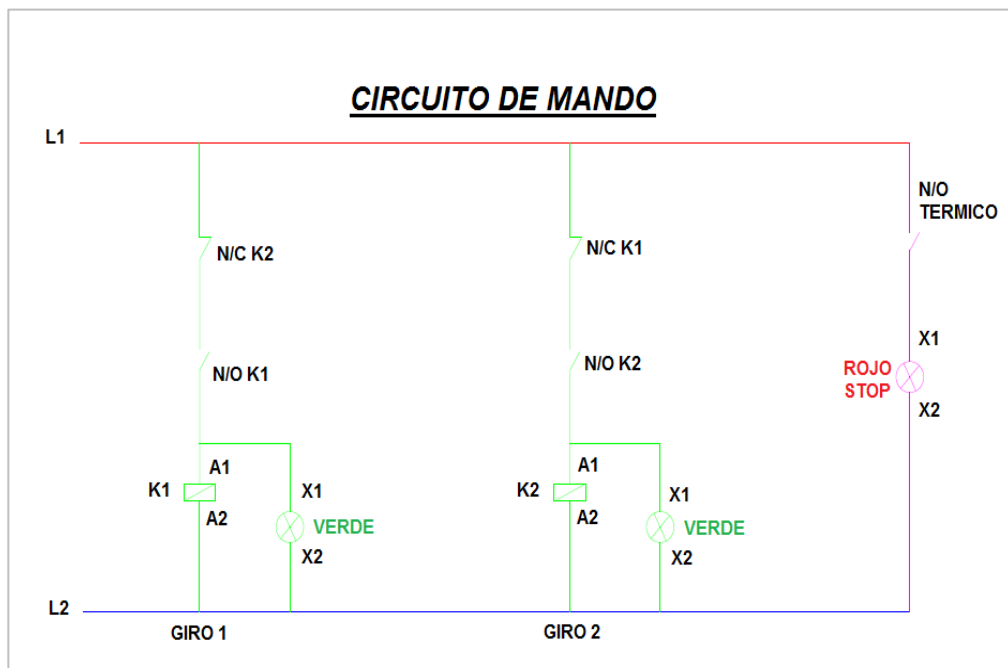 CIRCUITO DE MANDO
L1
N/O
TERMICO
N/C K2
N/C K1
N/O K1
N/O K2
X1
ROJO
STOP
X2
A1
K1
A2
X1
VERDE
X2
A1
K2
A2
X1
VERDE
X2
L2
GIRO 1
GIRO 2